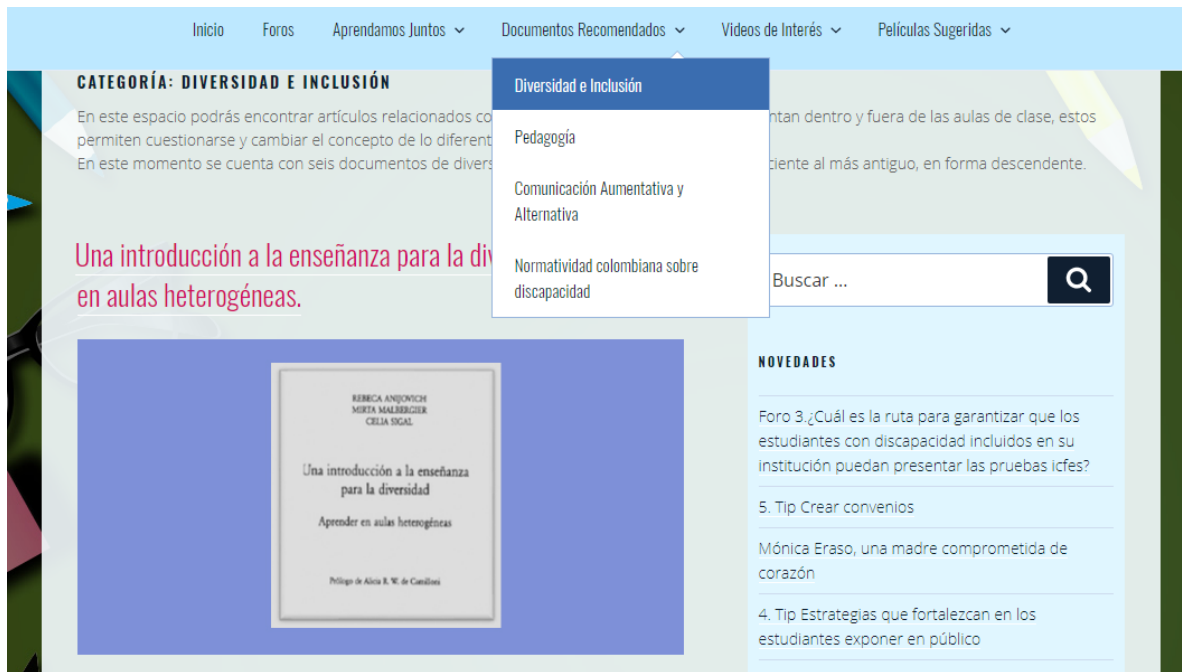 Inicio Foros Aprendamos Juntos Documentos Recomendados Videos de Interés Películas Sugeridas
CATEGORÍA: DIVERSIDAD E INCLUSIÓN
En este espacio podrás encontrar artículos relacionados co
ntan dentro y fuera de las aulas de clase, estos
permiten cuestionarse y cambiar el concepto de lo diferent
En este momento se cuenta con seis documentos de divers
ciente al más antiguo, en forma descendente.
Diversidad e Inclusión
Pedagogía
Comunicación Aumentativa y
Alternativa
Normatividad colombiana sobre
discapacidad
Una introducción a la enseñanza para la div
en aulas heterogéneas.
REBECA ANIJOVICH
MIRTA MALBERGIER
CELIA SIGAL
Una introducción a la enseñanza
para la diversidad
Aprender en aulas heterogéneas
Prólogo de Alicia R. W. de Camilloni
Buscar ...
NOVEDADES
Foro 3.¿Cuál es la ruta para garantizar que los
estudiantes con discapacidad incluidos en su
institución puedan presentar las pruebas icfes?
5. Tip Crear convenios
Mónica Eraso, una madre comprometida de
corazón
4. Tip Estrategias que fortalezcan en los
estudiantes exponer en público